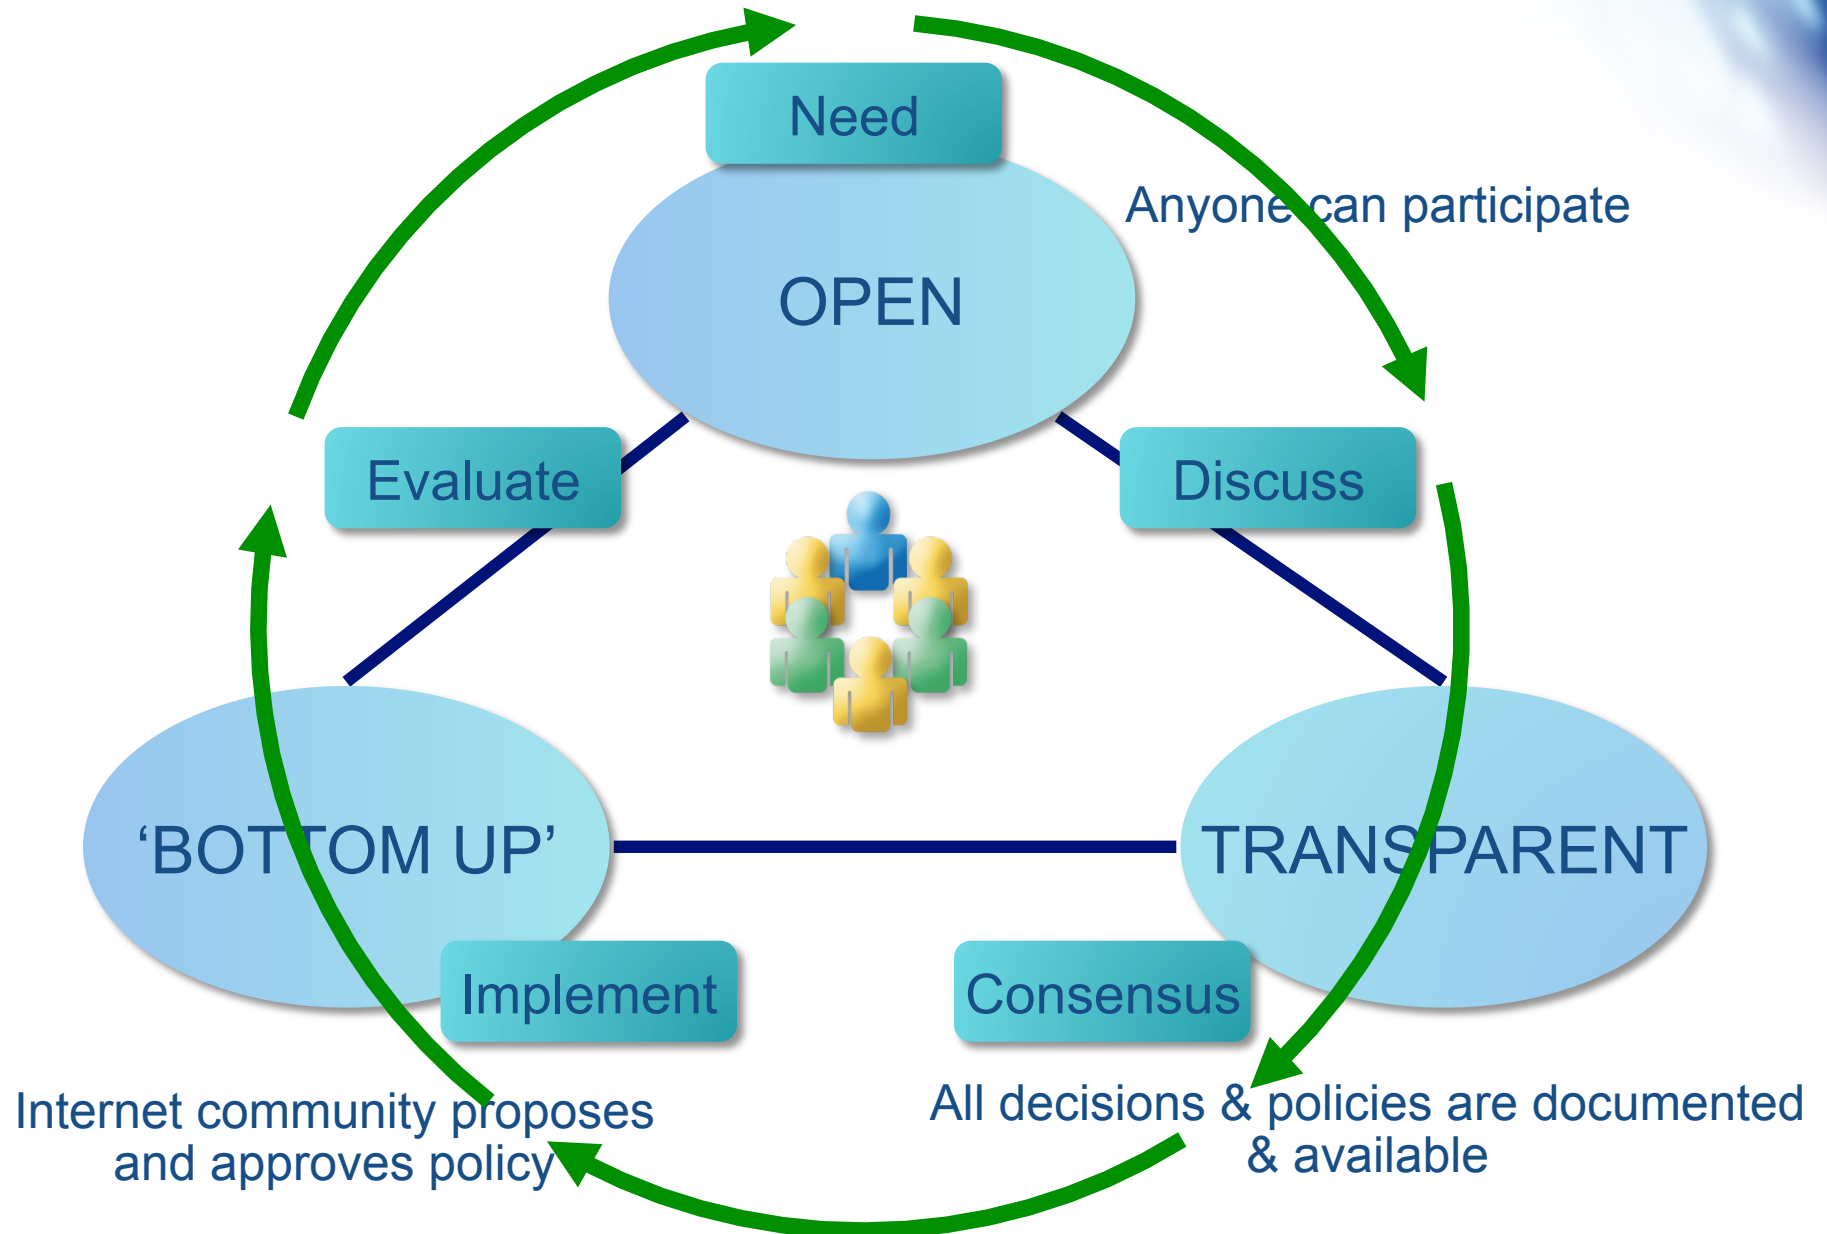 Need
Anyone can participate
OPEN
Evaluate
Discuss
‘BOTTOM UP’
TRANSPARENT
Implement
Consensus
Internet community proposes
and approves policy
All decisions & policies are documented
& available